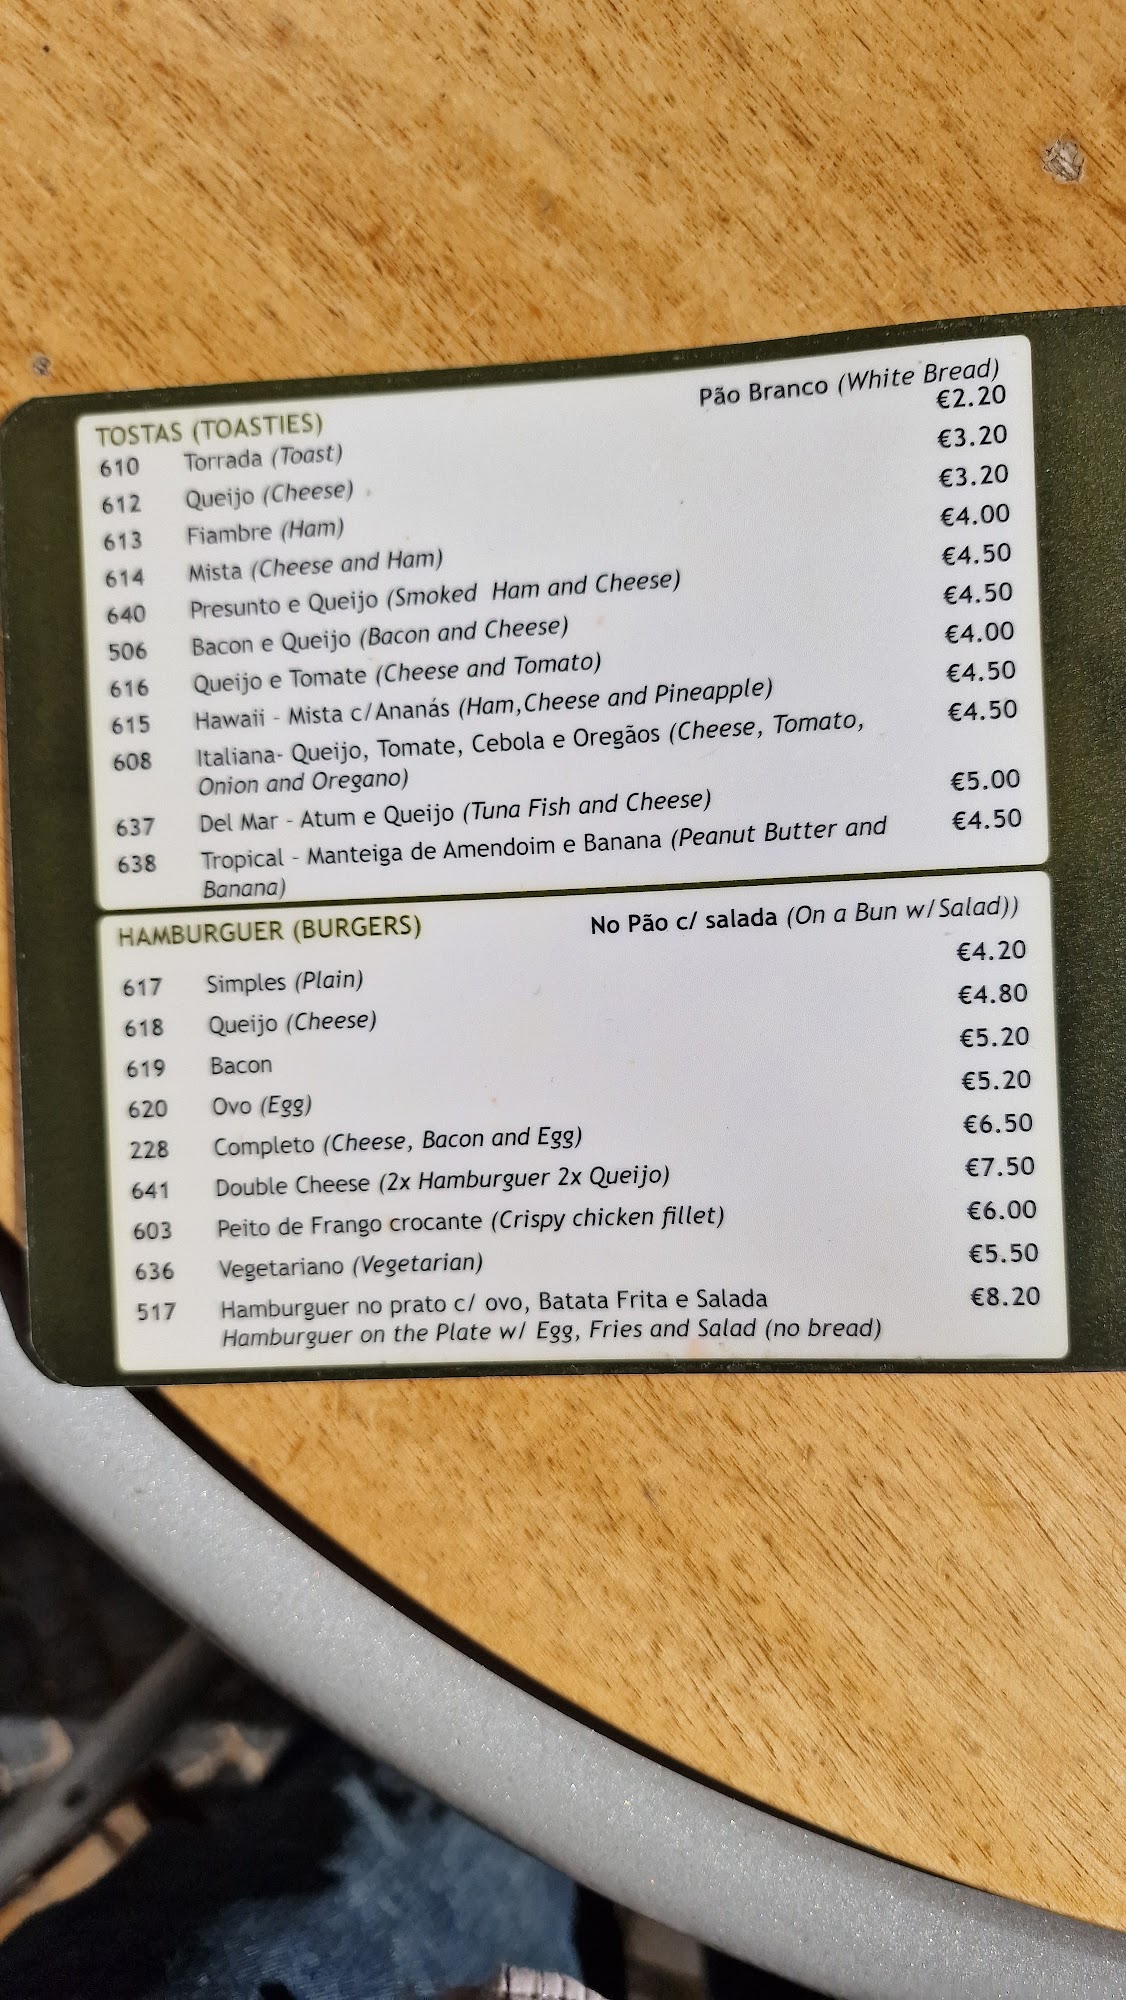 TOSTAS (TOASTIES) Pão Branco (White Bread)
610 Torrada (Toast) €2.20
612 Queijo (Cheese) €3.20
613 Fiambre (Ham) €3.20
614 Mista (Cheese and Ham) €4.00
640 Presunto e Queijo (Smoked Ham and Cheese) €4.50
506 Bacon e Queijo (Bacon and Cheese) €4.50
616 Queijo e Tomate (Cheese and Tomato) €4.00
615 Hawaii - Mista c/Ananás (Ham,Cheese and Pineapple) €4.50
608 Italiana- Queijo, Tomate, Cebola e Oregãos (Cheese, Tomato, €4.50
Onion and Oregano)
637 Del Mar - Atum e Queijo (Tuna Fish and Cheese) €5.00
638 Tropical - Manteiga de Amendoim e Banana (Peanut Butter and €4.50
Banana)
HAMBURGUER (BURGERS) No Pão c/ salada (On a Bun w/Salad))
617 Simples (Plain) €4.20
618 Queijo (Cheese) €4.80
619 Bacon €5.20
620 Ovo (Egg) €5.20
228 Completo (Cheese, Bacon and Egg) €6.50
641 Double Cheese (2x Hamburguer 2x Queijo) €7.50
603 Peito de Frango crocante (Crispy chicken fillet) €6.00
636 Vegetariano (Vegetarian) €5.50
517 Hamburguer no prato c/ ovo, Batata Frita e Salada €8.20
Hamburguer on the Plate w/ Egg, Fries and Salad (no bread)